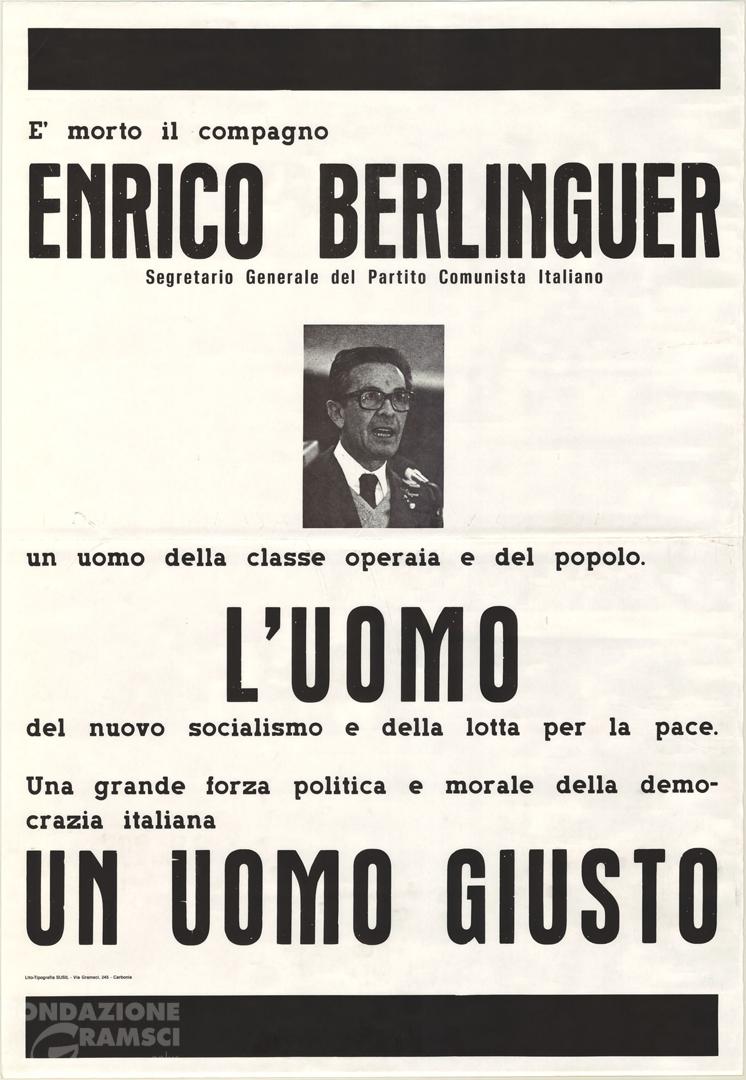 E' morto il compagno
ENRICO BERLINGUER
Segretario Generale del Partito Comunista Italiano
un uomo della classe operaia e del popolo.
L'UOMO
del nuovo socialismo e della lotta per la pace.
Una grande forza politica e morale della demo-
crazia italiana
UN UOMO GIUSTO
Lito-Tipografia SUSIL - Via Gramsci, 245 - Carbonia
ONDAZIONE
GRAMSCI